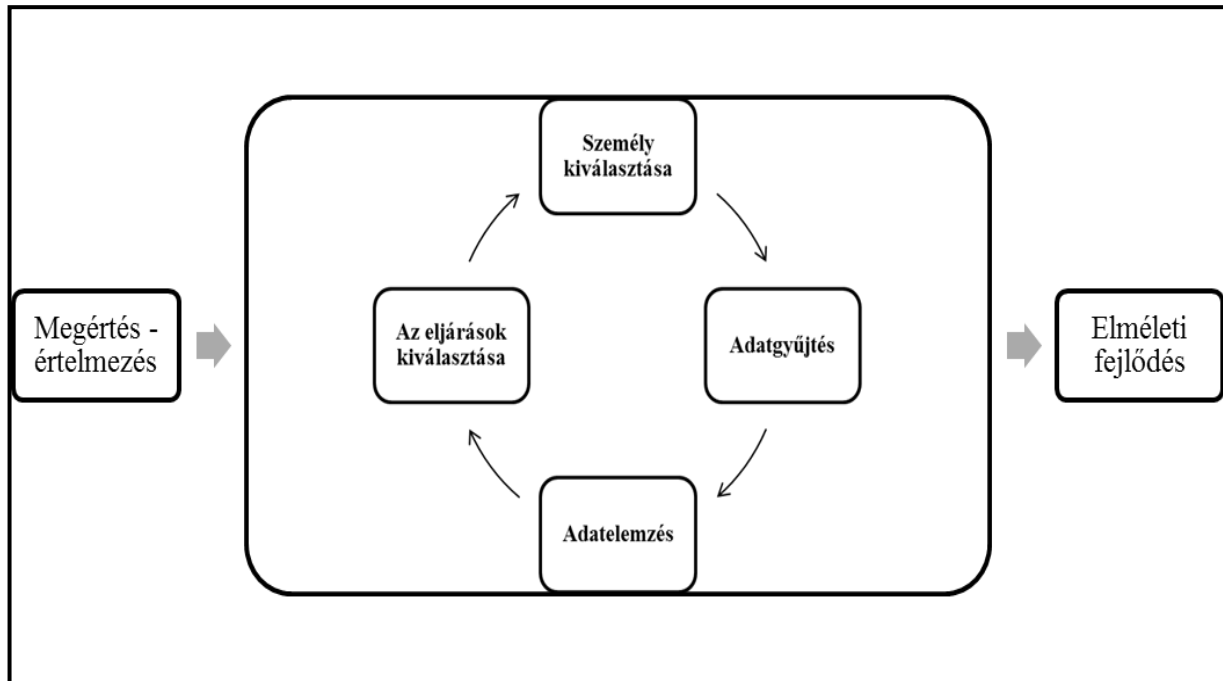 Megértés -
értelmezés
Személy
kiválasztása
Adatgyűjtés
Adatelemzés
Az eljárások
kiválasztása
Elméleti
fejlődés